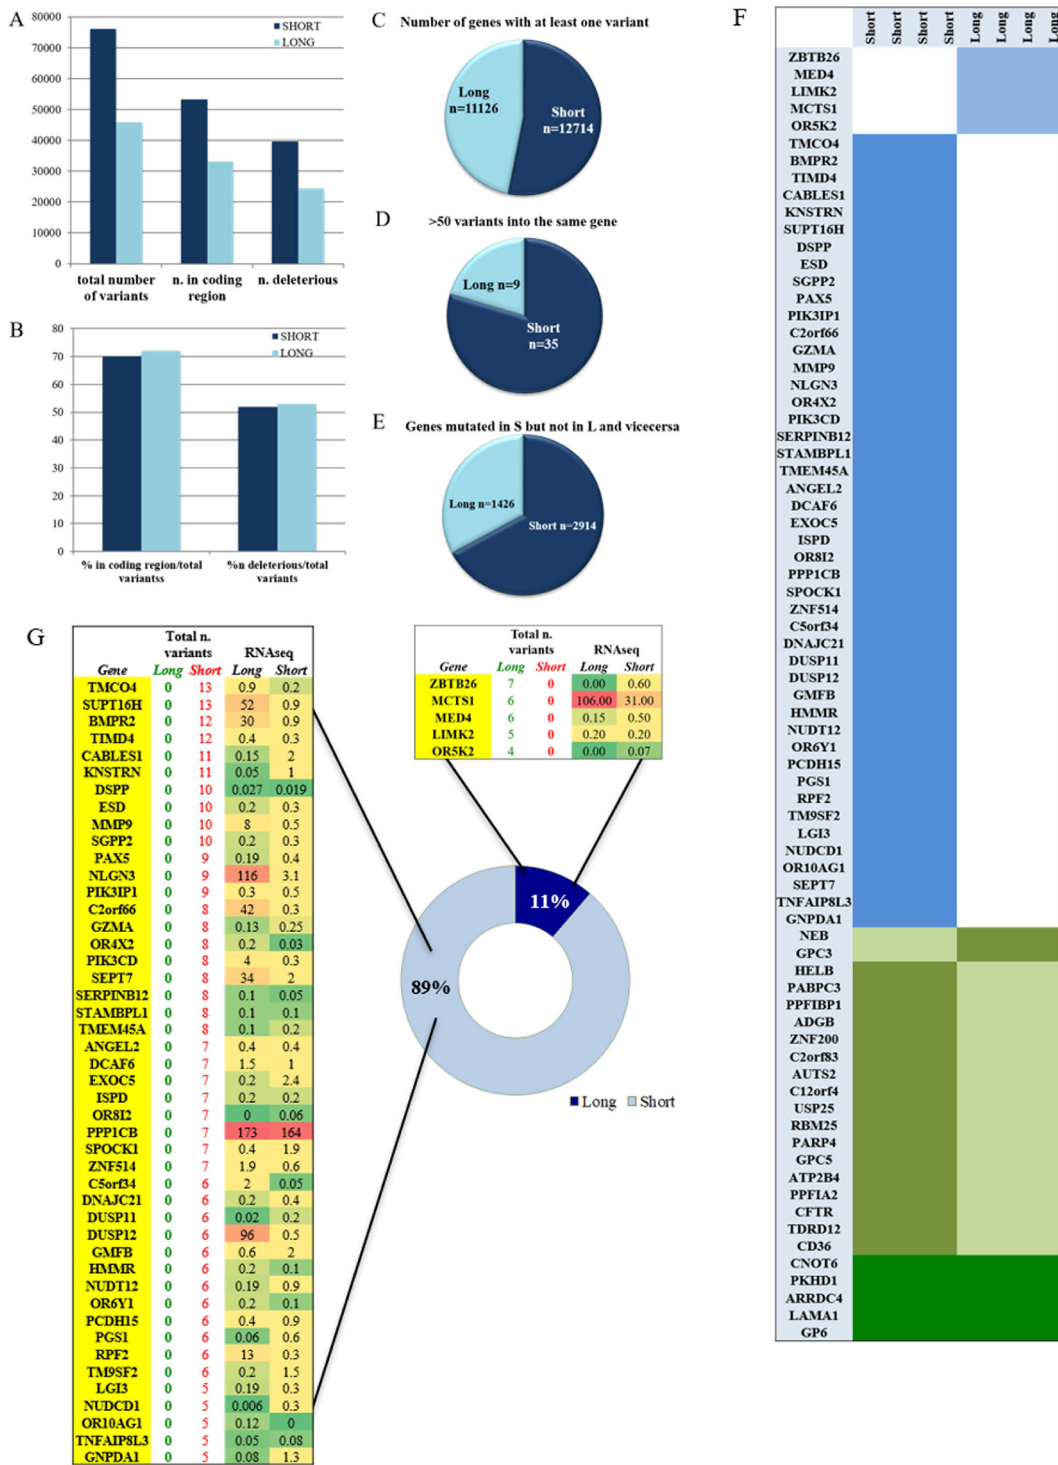 A
80000
70000
60000
50000
40000
30000
20000
10000
0
SHORT
LONG
total number of variants
n. in coding region
n. deleterious
B
80
70
60
50
40
30
20
10
0
SHORT
LONG
% in coding region/total variantss
%n deleterious/total variants
C
Number of genes with at least one variant
Long n=11126
Short n=12714
D
>50 variants into the same gene
Long n=9
Short n=35
E
Genes mutated in S but not in L and vicecersa
Long n=1426
Short n=2914
F
Short Short Short Short Long Long Long Long
ZBTB26
MED4
LIMK2
MCTS1
OR5K2
TMCO4
BMPR2
TIMD4
CABLES1
KNSTRN
SUPT16H
DSPP
ESD
SGPP2
PAX5
PIK3IP1
C2orf66
GZMA
MMP9
NLGN3
OR4X2
PIK3CD
SERPINB12
STAMBPL1
TMEM45A
ANGEL2
DCAF6
EXOC5
ISPD
OR8I2
PPP1CB
SPOCK1
ZNF514
C5orf34
DNAJC21
DUSP11
DUSP12
GMFB
HMMR
NUDT12
OR6Y1
PCDH15
PGS1
RPF2
TM9SF2
LGI3
NUDCD1
OR10AG1
SEPT7
TNFAIP8L3
GNPDA1
NEB
GPC3
HELB
PABPC3
PPFIBP1
ADGB
ZNF200
C2orf83
AUTS2
C12orf4
USP25
RBM25
PARP4
GPC5
ATP2B4
PPFIA2
CFTR
TDRD12
CD36
CNOT6
PKHD1
ARRDC4
LAMA1
GP6
G
Total n. variants RNAseq
Gene Long Short Long Short
TMCO4 0 13 0.9 0.2
SUPT16H 0 13 52 0.9
BMPR2 0 12 30 0.9
TIMD4 0 12 0.4 0.3
CABLES1 0 11 0.15 2
KNSTRN 0 11 0.05 1
DSPP 0 10 0.027 0.019
ESD 0 10 0.2 0.3
MMP9 0 10 8 0.5
SGPP2 0 10 0.2 0.3
PAX5 0 9 0.19 0.4
NLGN3 0 9 116 3.1
PIK3IP1 0 9 0.3 0.5
C2orf66 0 8 42 0.3
GZMA 0 8 0.13 0.25
OR4X2 0 8 0.2 0.03
PIK3CD 0 8 4 0.3
SEPT7 0 8 34 2
SERPINB12 0 8 0.1 0.05
STAMBPL1 0 8 0.1 0.1
TMEM45A 0 8 0.1 0.2
ANGEL2 0 7 0.4 0.4
DCAF6 0 7 1.5 1
EXOC5 0 7 0.2 2.4
ISPD 0 7 0.2 0.2
OR8I2 0 7 0 0.06
PPP1CB 0 7 173 164
SPOCK1 0 7 0.4 1.9
ZNF514 0 7 1.9 0.6
C5orf34 0 6 2 0.05
DNAJC21 0 6 0.2 0.4
DUSP11 0 6 0.02 0.2
DUSP12 0 6 96 0.5
GMFB 0 6 0.6 2
HMMR 0 6 0.2 0.1
NUDT12 0 6 0.19 0.9
OR6Y1 0 6 0.2 0.1
PCDH15 0 6 0.4 0.9
PGS1 0 6 0.06 0.6
RPF2 0 6 13 0.3
TM9SF2 0 6 0.2 1.5
LGI3 0 5 0.19 0.3
NUDCD1 0 5 0.006 0.3
OR10AG1 0 5 0.12 0
TNFAIP8L3 0 5 0.05 0.08
GNPDA1 0 5 0.08 1.3
Total n. variants RNAseq
Gene Long Short Long Short
ZBTB26 7 0 0.00 0.60
MCTS1 6 0 106.00 31.00
MED4 6 0 0.15 0.50
LIMK2 5 0 0.20 0.20
OR5K2 4 0 0.00 0.07
11%
89%
Long Short